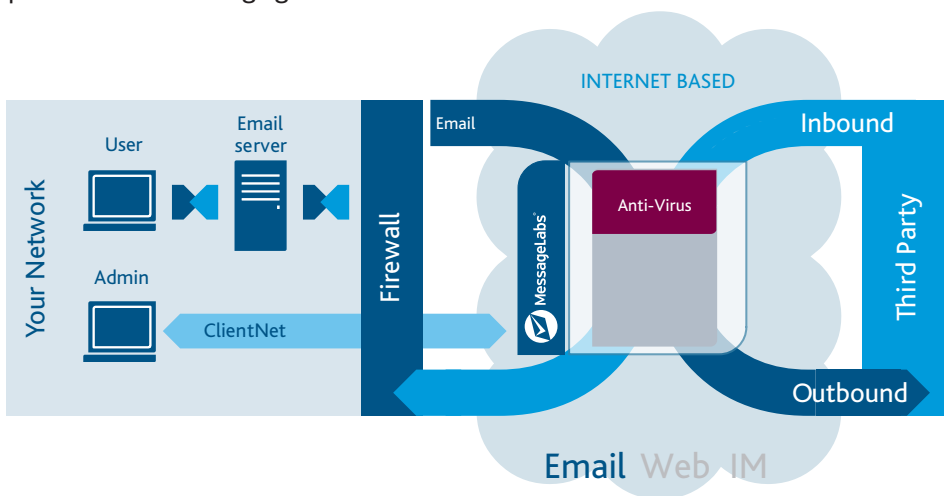 INTERNET BASED
Your Network
User
Email
server
Admin
ClientNet
Firewall
Email
MessageLabs
Anti-Virus
Inbound
Third Party
Outbound
Email Web IM